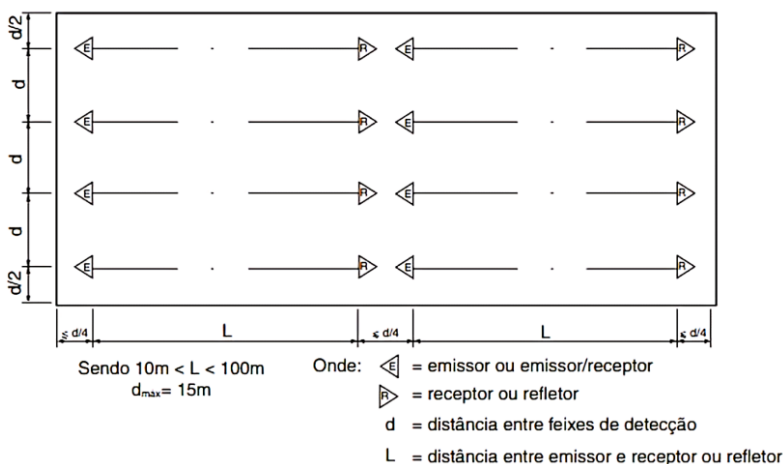 d/2
E R E R
d
E R E R
d
E R E R
d
E R E R
d/2
≤ d/4 L ≤ d/4 L ≤ d/4
Sendo 10m < L < 100m
dmáx= 15m
Onde: E = emissor ou emissor/receptor
R = receptor ou refletor
d = distância entre feixes de detecção
L = distância entre emissor e receptor ou refletor